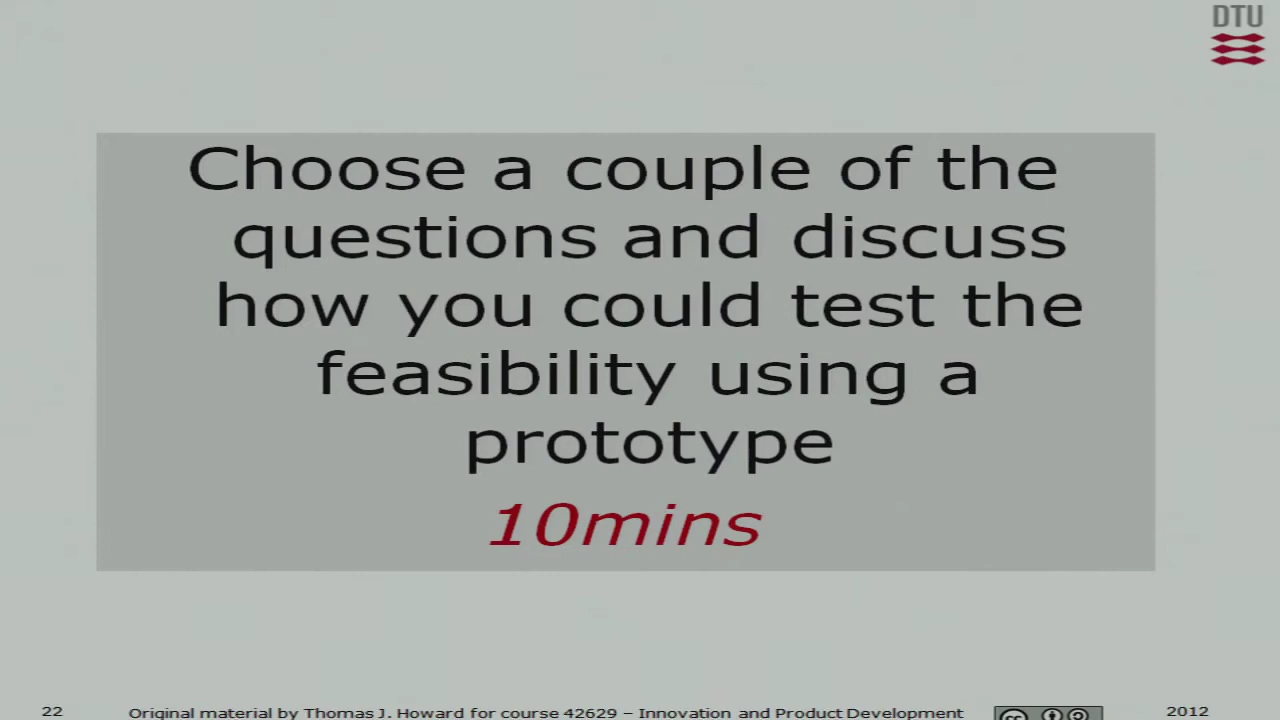 DTU
Choose a couple of the
questions and discuss
how you could test the
feasibility using a
prototype
10mins
22 Original material by Thomas J. Howard for course 42629 – Innovation and Product Development 2012